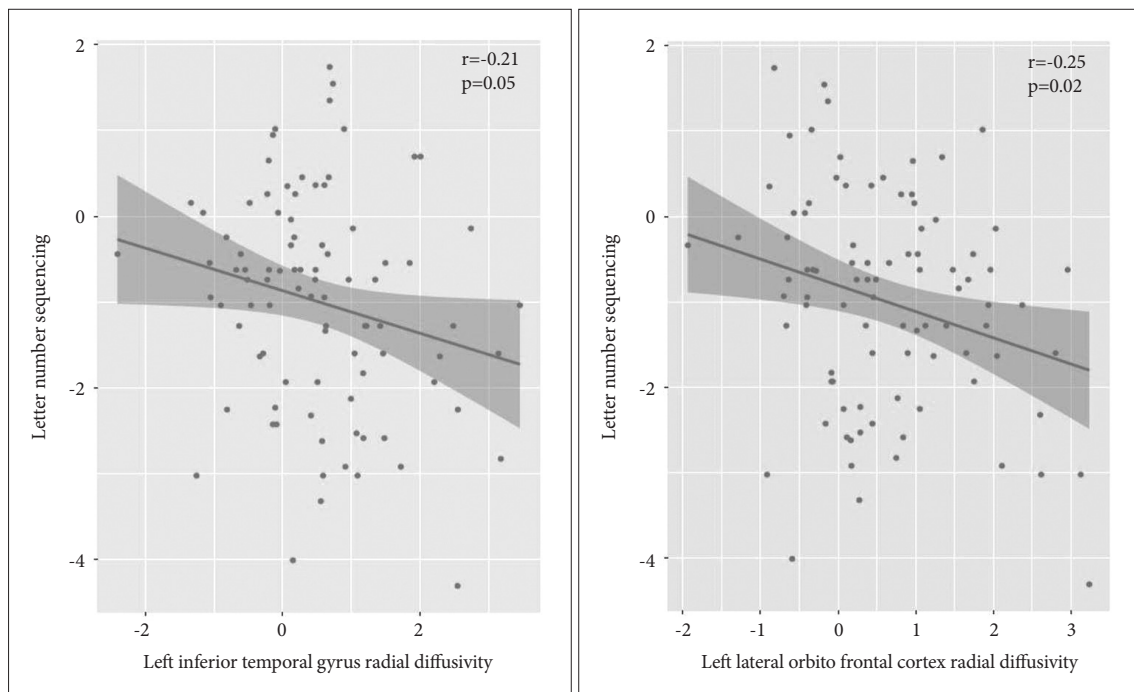 2
0
-2
-4
Letter number sequencing
r=-0.21
p=0.05
-2
0
2
Left inferior temporal gyrus radial diffusivity
2
0
-2
-4
Letter number sequencing
r=-0.25
p=0.02
-2
-1
0
1
2
3
Left lateral orbito frontal cortex radial diffusivity